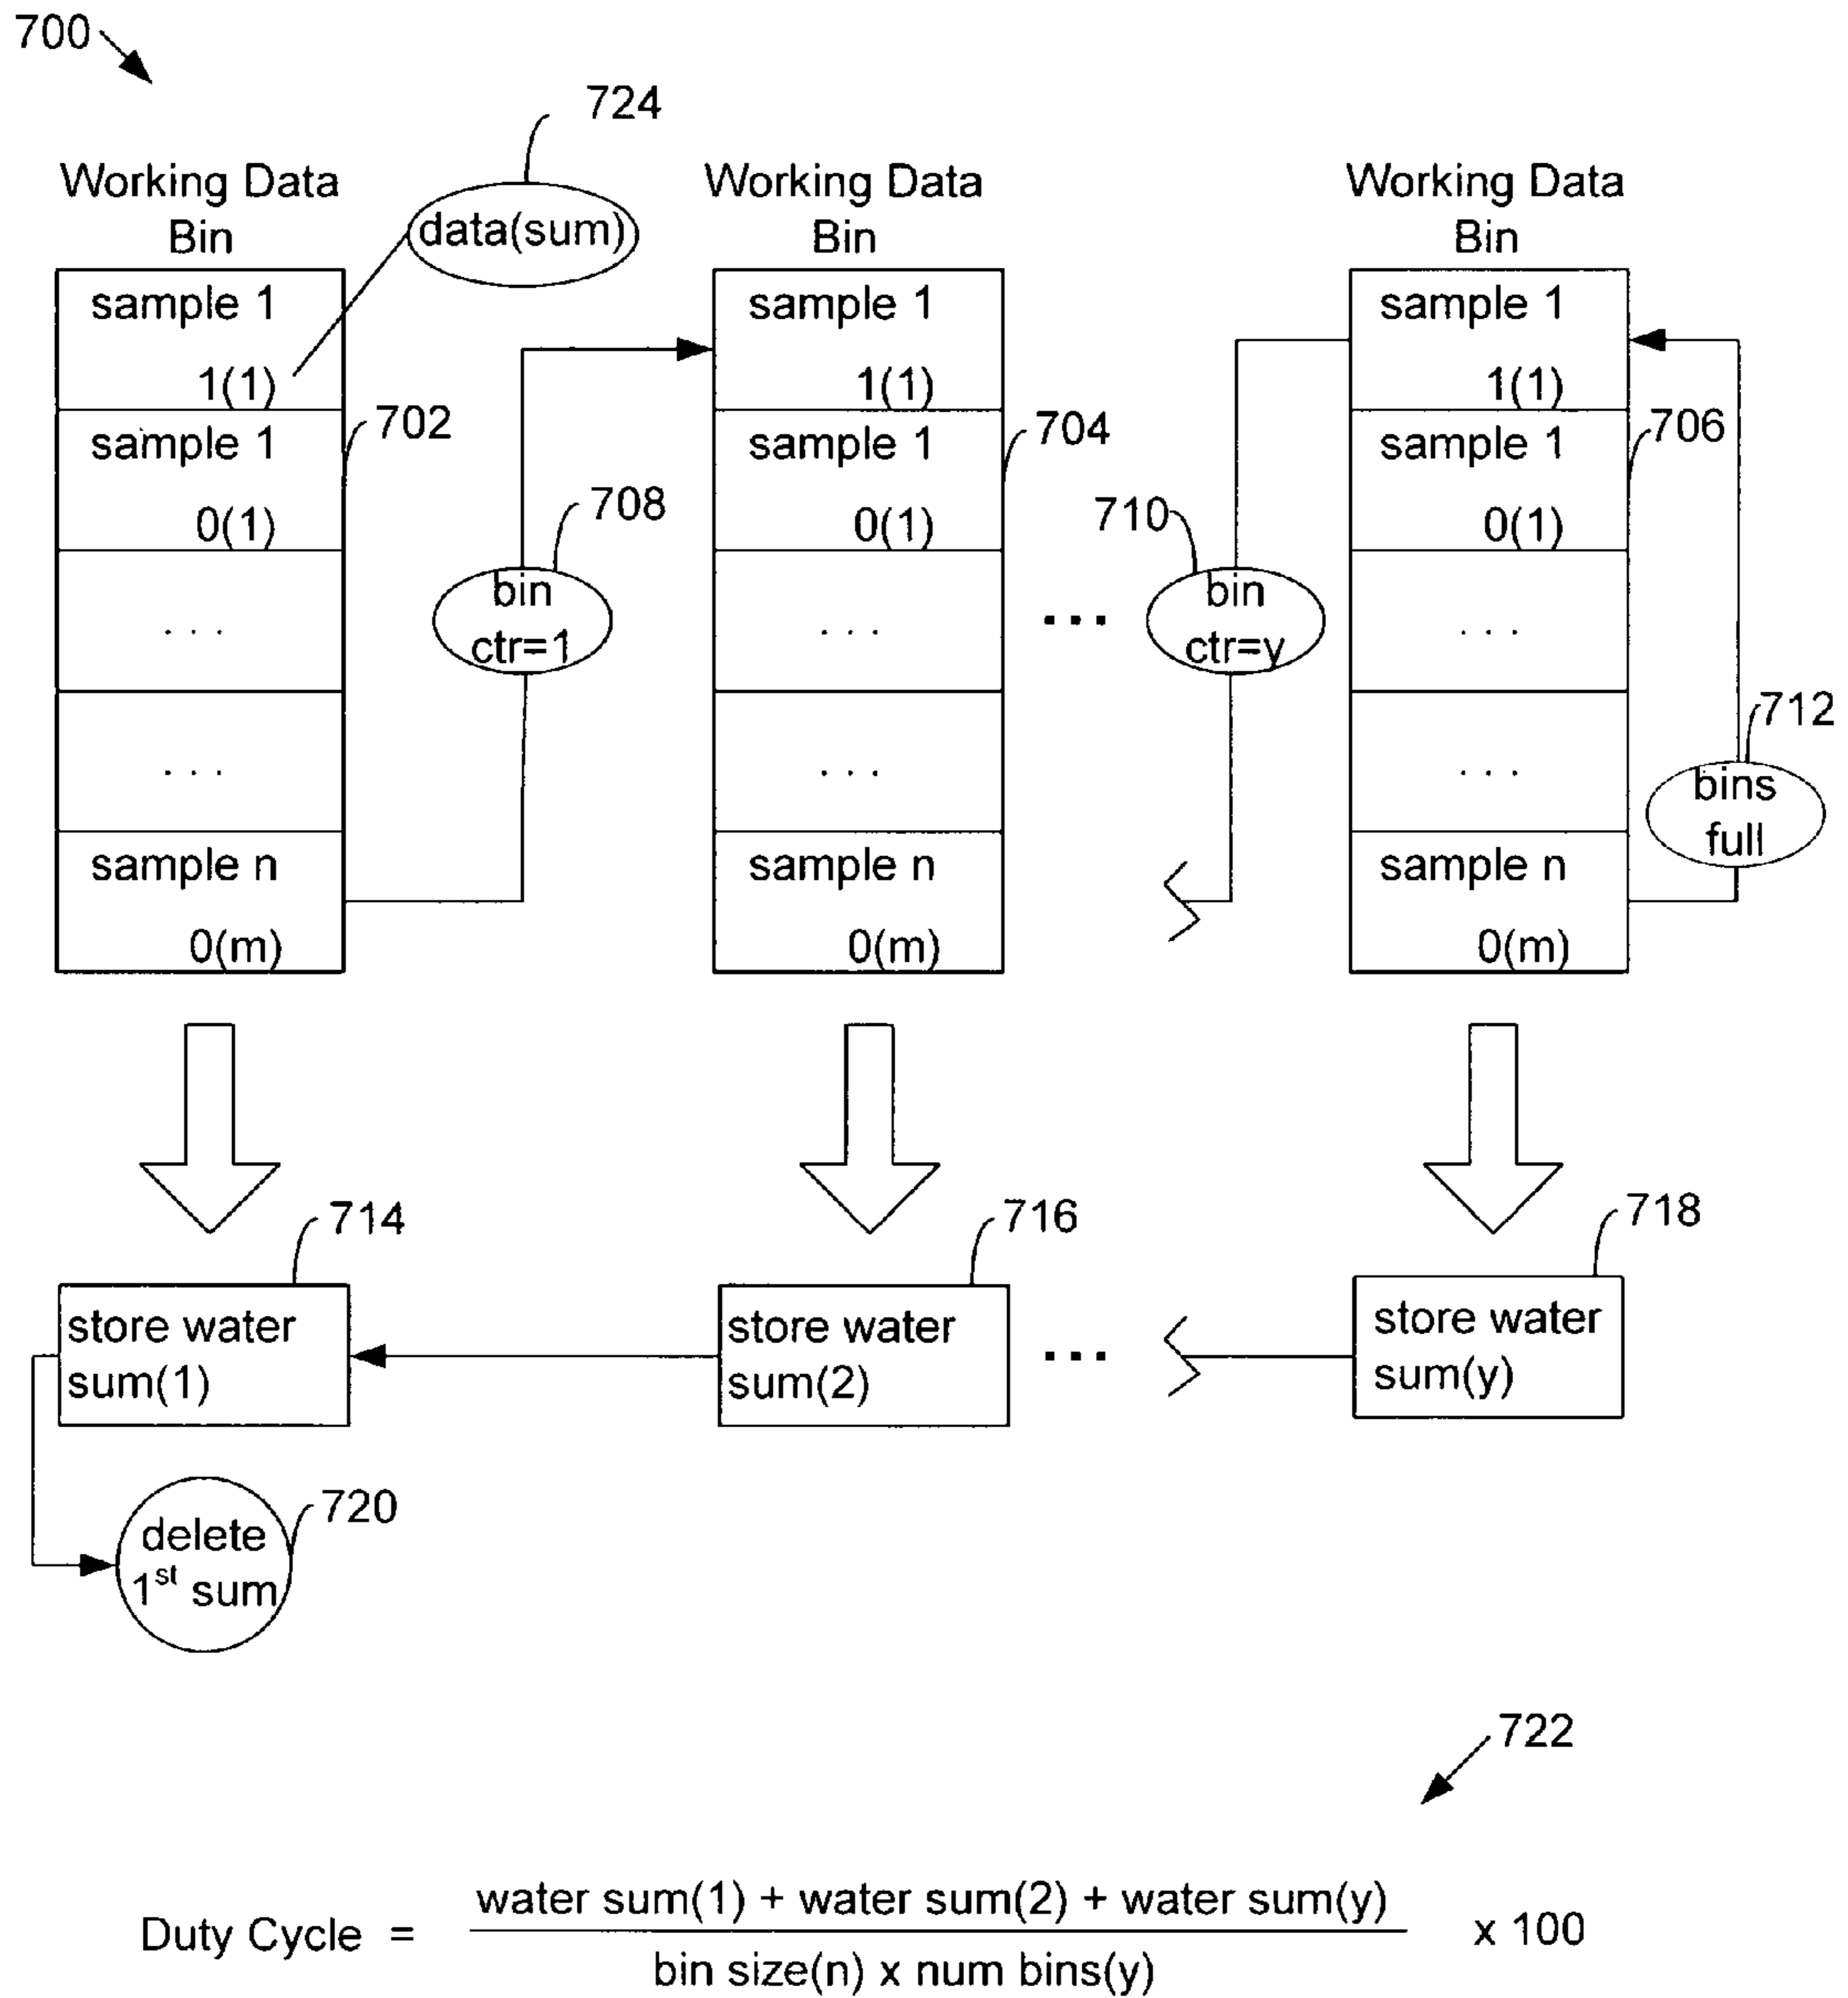 700
724
Working Data
Bin
data(sum)
Working Data
Bin
Working Data
Bin
sample 1
1(1)
sample 1
0(1)
. . .
. . .
sample n
0(m)
702
708
bin
ctr=1
sample 1
1(1)
sample 1
0(1)
. . .
. . .
sample n
0(m)
704
...
710
bin
ctr=y
sample 1
1(1)
sample 1
0(1)
. . .
. . .
sample n
0(m)
706
712
bins
full
714
store water
sum(1)
716
store water
sum(2)
...
718
store water
sum(y)
720
delete
1st sum
722
Duty Cycle =
water sum(1) + water sum(2) + water sum(y)
bin size(n) x num bins(y)
x 100